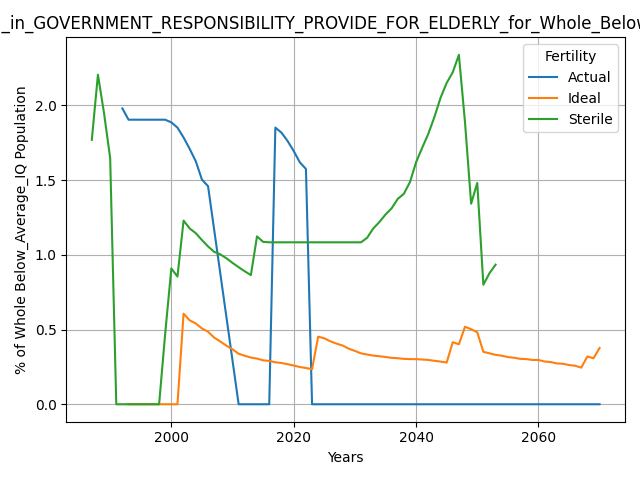 _in_GOVERNMENT_RESPONSIBILITY_PROVIDE_FOR_ELDERLY_for_Whole_Below
Fertility
Actual
Ideal
Sterile
% of Whole Below_Average_IQ Population
2.0
1.5
1.0
0.5
0.0
2000
2020
2040
2060
Years